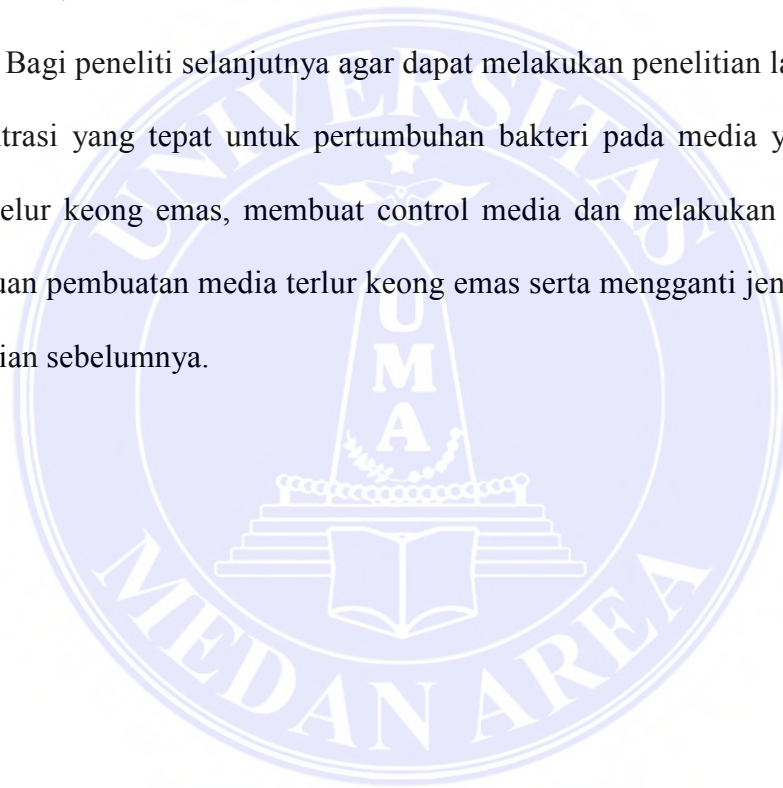 Bagi peneliti selanjutnya agar dapat melakukan penelitian la
trasi yang tepat untuk pertumbuhan bakteri pada media y
elur keong emas, membuat control media dan melakukan
uan pembuatan media terlur keong emas serta mengganti jen
ian sebelumnya.
UNIVERSITAS
UMA
MEDAN AREA